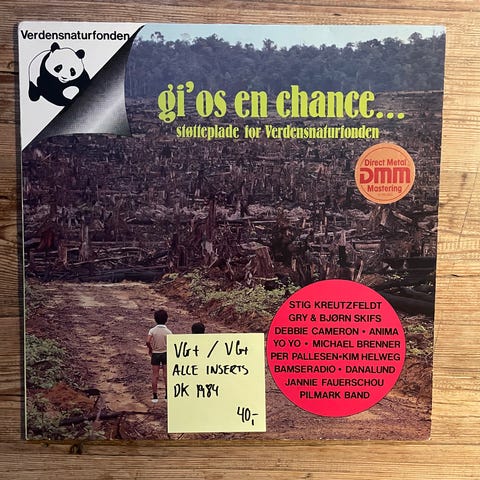 Verdensnaturfonden
gi' os en chance...
støtteplade for Verdensnaturfonden
Direct Metal
DMM
Mastering
STIG KREUTZFELDT
GRY & BJØRN SKIFS
DEBBIE CAMERON • ANIMA
YO YO • MICHAEL BRENNER
PER PALLESEN • KIM HELWEG
BAMSERADIO • DANALUND
JANNIE FAUERSCHOU
PILMARK BAND
VG+ / VG+
ALLE INSERTS
DK 1984
40,-